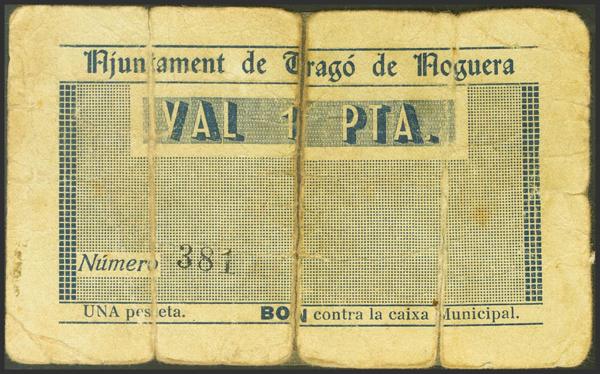 Ajuntament de Tragó de Noguera
VAL 1 PTA.
Número 381
UNA pesseta. BON contra la caixa Municipal.